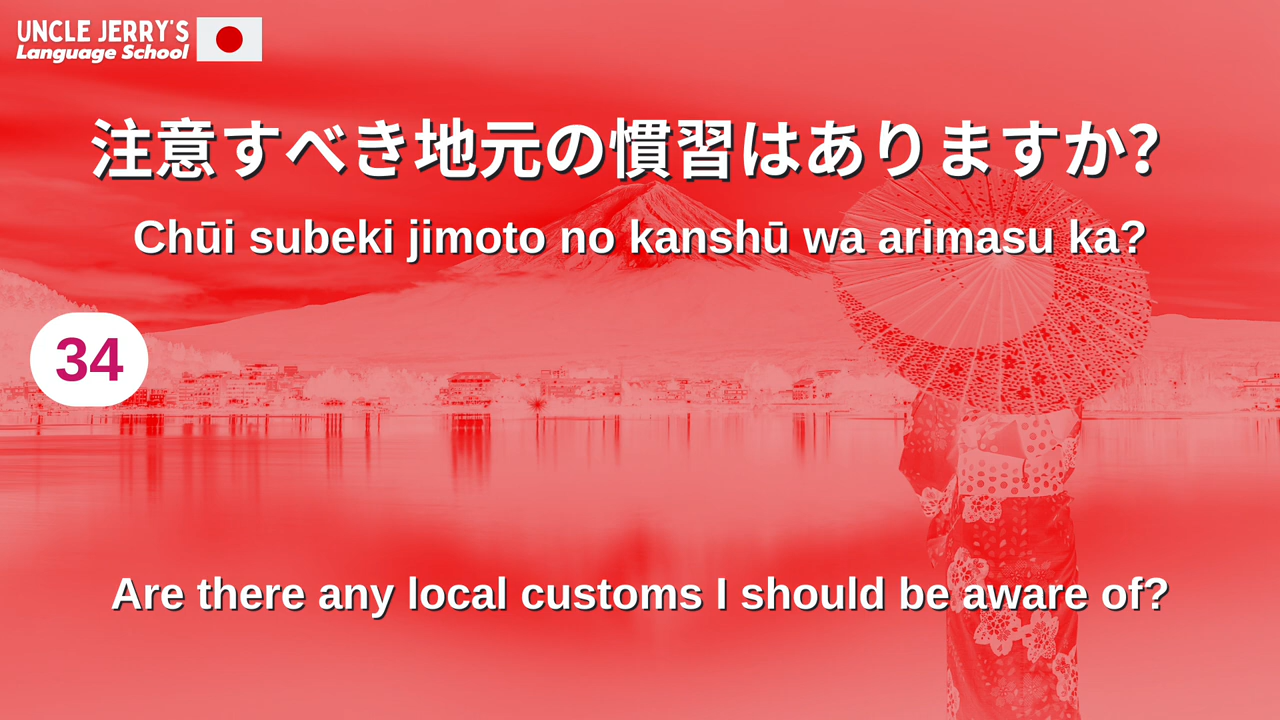 UNCLE JERRY'S
Language School
注意すべき地元の慣習はありますか？
Chūi subeki jimoto no kanshū wa arimasu ka?
34
Are there any local customs I should be aware of?